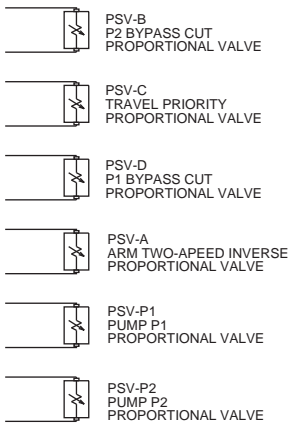 PSV-B
P2 BYPASS CUT
PROPORTIONAL VALVE
PSV-C
TRAVEL PRIORITY
PROPORTIONAL VALVE
PSV-D
P1 BYPASS CUT
PROPORTIONAL VALVE
PSV-A
ARM TWO-APEED INVERSE
PROPORTIONAL VALVE
PSV-P1
PUMP P1
PROPORTIONAL VALVE
PSV-P2
PUMP P2
PROPORTIONAL VALVE